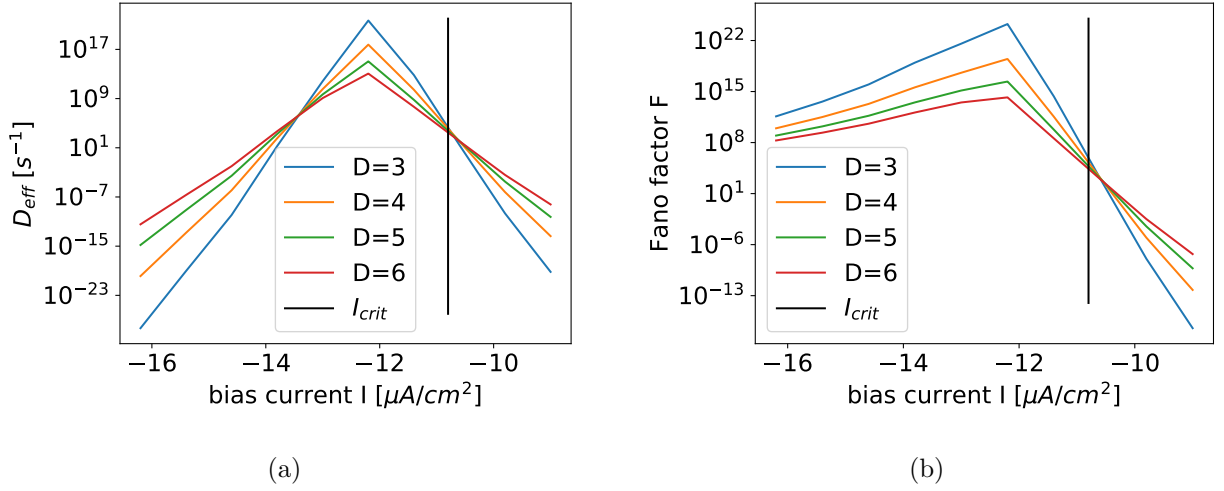 10^17
10^9
10^1
10^−7
10^−15
10^−23
D_eff [s^−1]
D=3
D=4
D=5
D=6
I_crit
−16 −14 −12 −10
bias current I [μA/cm^2]
(a)
10^22
10^15
10^8
10^1
10^−6
10^−13
Fano factor F
D=3
D=4
D=5
D=6
I_crit
−16 −14 −12 −10
bias current I [μA/cm^2]
(b)